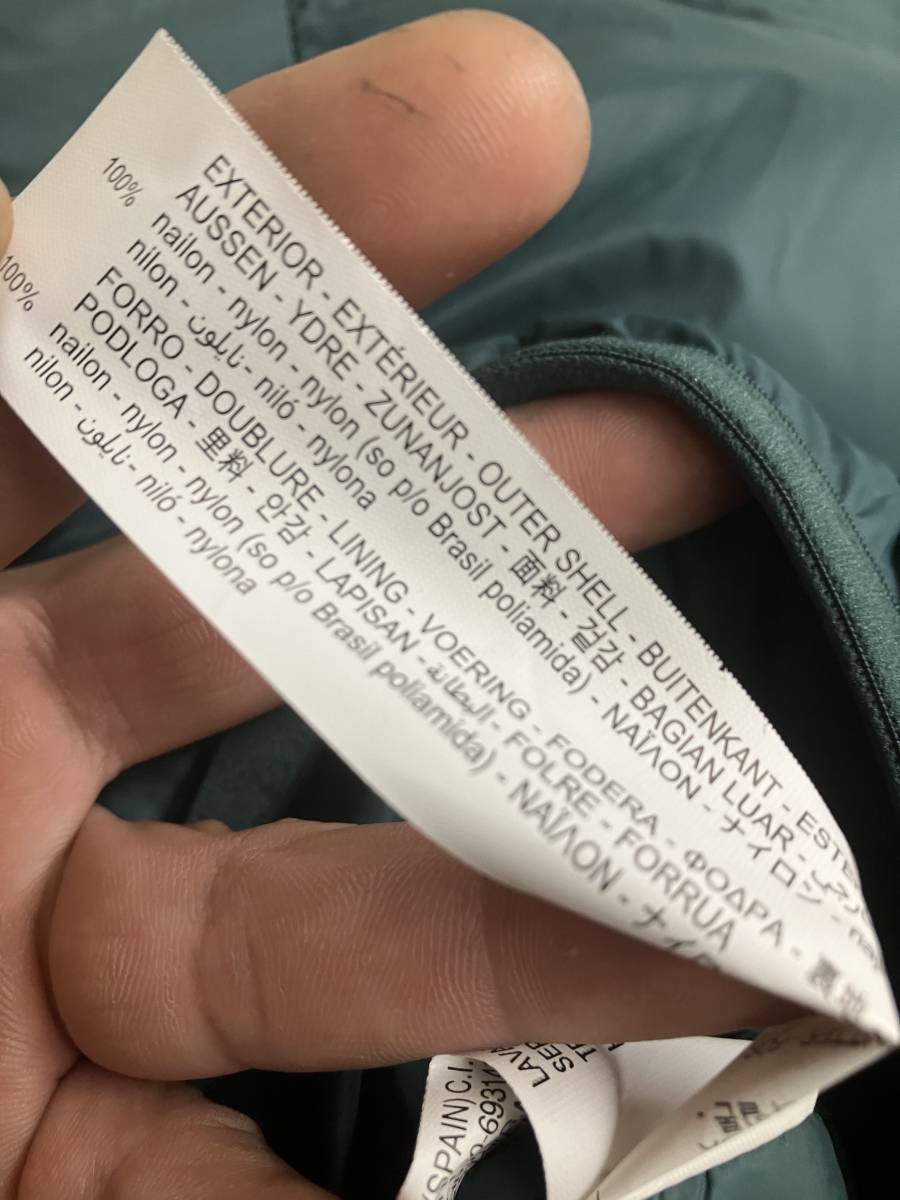 EXTERIOR - EXTÉRIEUR - OUTER SHELL - BUITENKANT -
AUSSEN - YDRE - ZUNANJOST - 面料 - 겉감 - BAGIAN LUAR -
100% nailon - nylon - nylon (so p/o Brasil poliamida) - ΝΑΪΛΟΝ - ナイロン -
nilon - نايلون - niló - nylona
FORRO - DOUBLURE - LINING - VOERING - FODERA - ΦΟΔΡΑ - 裏地
PODLOGA - 里料 - 안감 - LAPISAN - البطانة - FOLRE - FORRUA
100% nailon - nylon - nylon (so p/o Brasil poliamida) - ΝΑΪΛΟΝ -
nilon - نايلون - niló - nylona
(SPAIN) C.I.